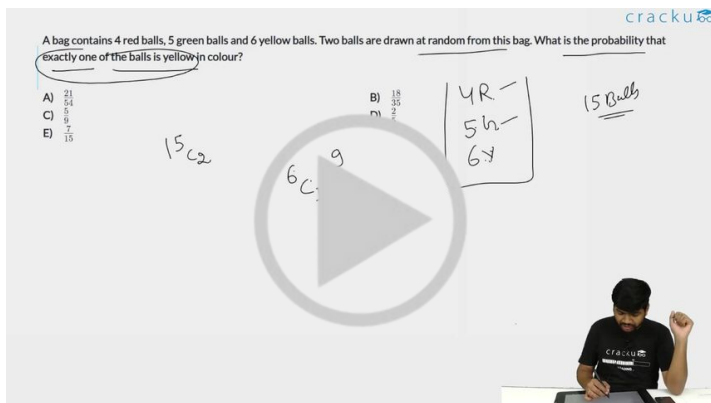 cracku
A bag contains 4 red balls, 5 green balls and 6 yellow balls. Two balls are drawn at random from this bag. What is the probability that
exactly one of the balls is yellow in colour?
A) 21/54
B) 18/35
C) 5/9
D) 2
E) 7/15
4R
5G
6Y
15 Balls
15C2
6C 9
cracku